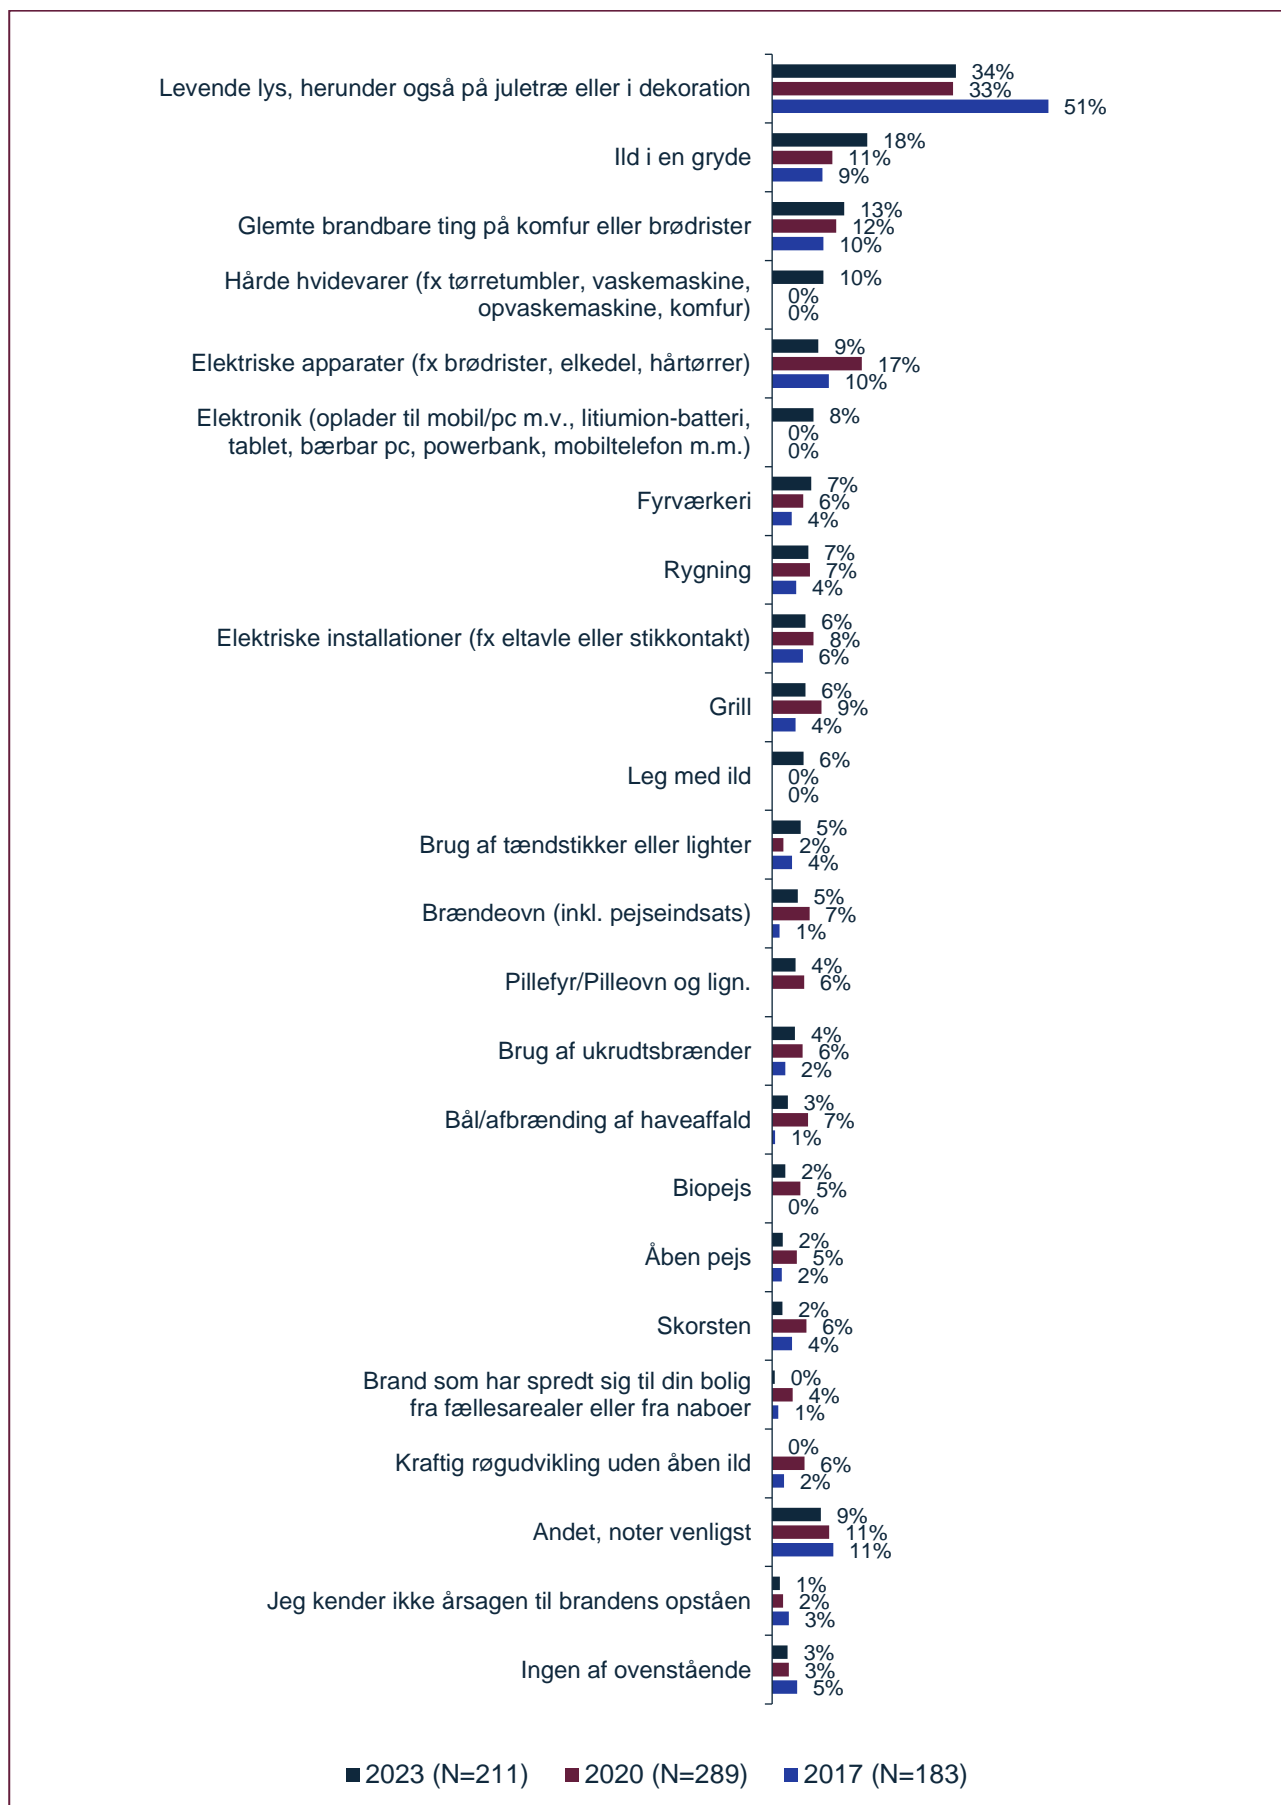 Levende lys, herunder også på juletræ eller i dekoration
34%
33%
51%
Ild i en gryde
18%
11%
9%
Glemte brandbare ting på komfur eller brødrister
13%
12%
10%
Hårde hvidevarer (fx tørretumbler, vaskemaskine,
opvaskemaskine, komfur)
10%
0%
0%
Elektriske apparater (fx brødrister, elkedel, hårtørrer)
9%
17%
10%
Elektronik (oplader til mobil/pc m.v., litiumion-batteri,
tablet, bærbar pc, powerbank, mobiltelefon m.m.)
8%
0%
0%
Fyrværkeri
7%
6%
4%
Rygning
7%
7%
4%
Elektriske installationer (fx eltavle eller stikkontakt)
6%
8%
6%
Grill
6%
9%
4%
Leg med ild
6%
0%
0%
Brug af tændstikker eller lighter
5%
2%
4%
Brændeovn (inkl. pejseindsats)
5%
7%
1%
Pillefyr/Pilleovn og lign.
4%
6%
Brug af ukrudtsbrænder
4%
6%
2%
Bål/afbrænding af haveaffald
3%
7%
1%
Biopejs
2%
5%
0%
Åben pejs
2%
5%
2%
Skorsten
2%
6%
4%
Brand som har spredt sig til din bolig
fra fællesarealer eller fra naboer
0%
4%
1%
Kraftig røgudvikling uden åben ild
0%
6%
2%
Andet, noter venligst
9%
11%
11%
Jeg kender ikke årsagen til brandens opståen
1%
2%
3%
Ingen af ovenstående
3%
3%
5%
2023 (N=211) 2020 (N=289) 2017 (N=183)